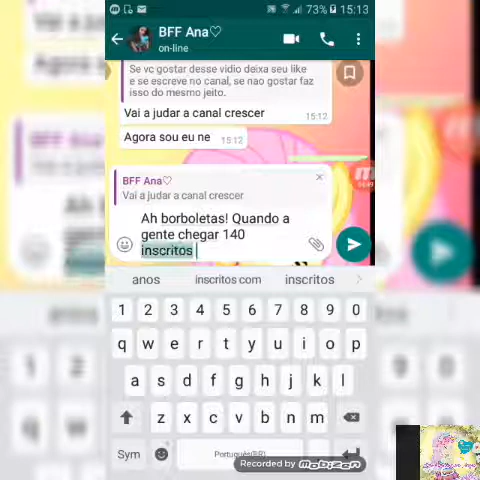 73% 15:13
BFF Ana♡
on-line
Se vc gostar desse vidio deixa seu like
e se escreve no canal, se nao gostar faz
isso do mesmo jeito.
Vai a judar a canal crescer
15:12
Agora sou eu ne 15:12
BFF Ana♡
Vai a judar a canal crescer
Ah borboletas! Quando a
gente chegar 140
inscritos
anos inscritos com inscritos
1 2 3 4 5 6 7 8 9 0
q w e r t y u i o p
a s d f g h j k l
z x c v b n m
Sym Português(BR)
Recorded by mobizen